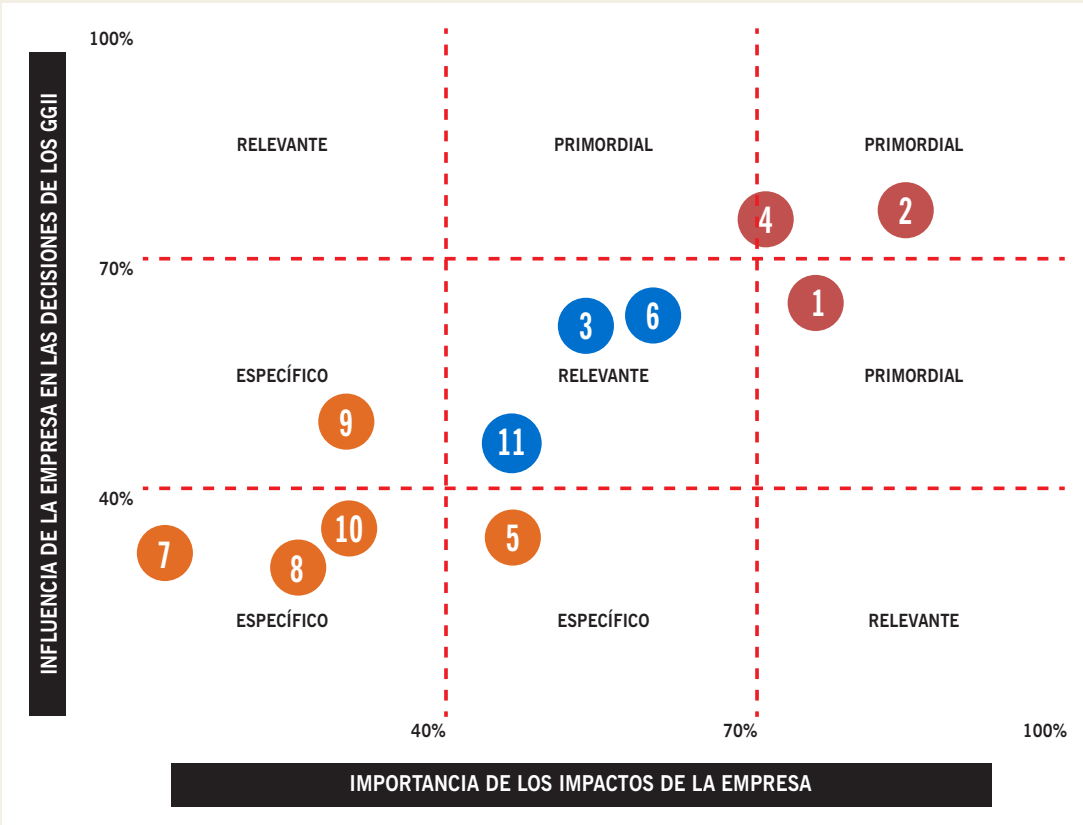 INFLUENCIA DE LA EMPRESA EN LAS DECISIONES DE LOS GGII
100%
RELEVANTE
PRIMORDIAL
PRIMORDIAL
4
2
70%
1
3
6
ESPECÍFICO
RELEVANTE
PRIMORDIAL
9
11
40%
7
8
10
5
ESPECÍFICO
ESPECÍFICO
RELEVANTE
40%
70%
100%
IMPORTANCIA DE LOS IMPACTOS DE LA EMPRESA